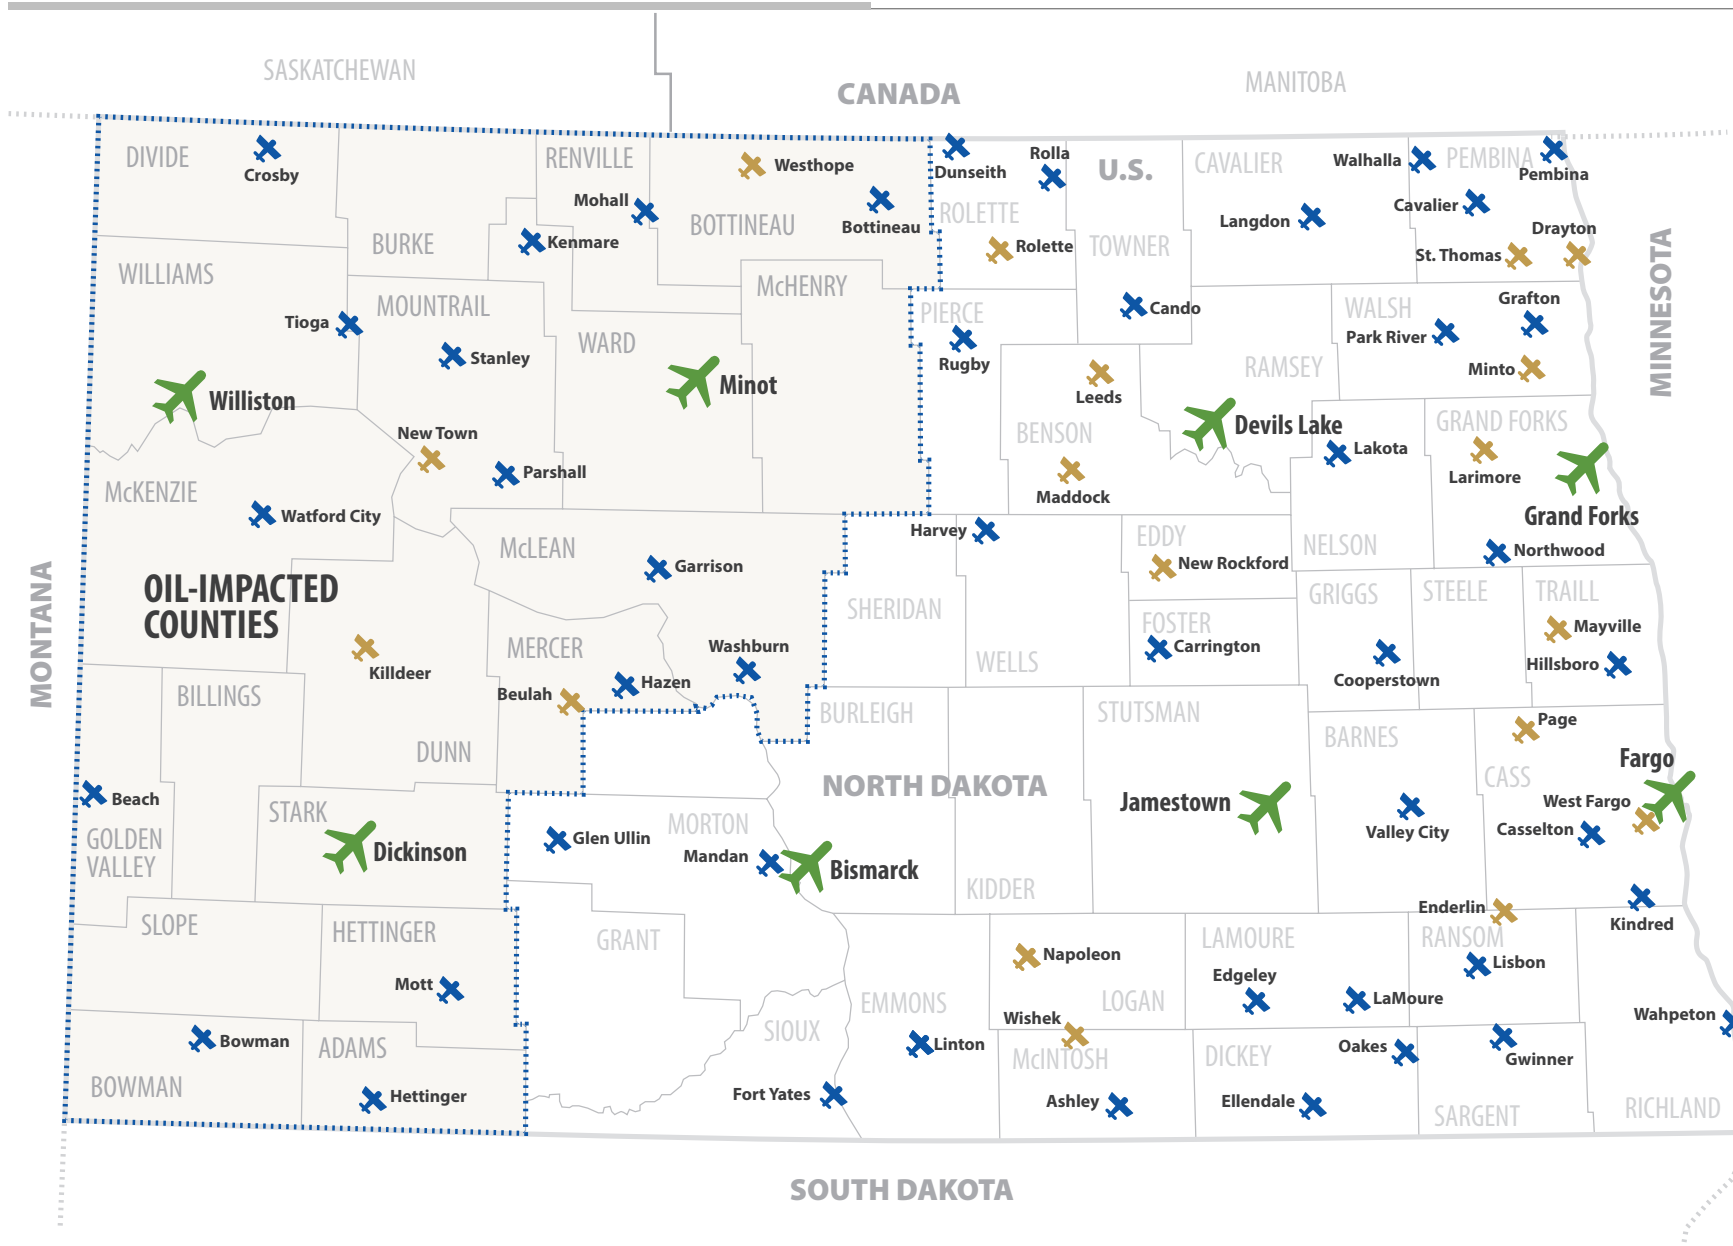 SASKATCHEWAN
MANITOBA
CANADA
DIVIDE
Crosby
RENVILLE
Mohall
Westhope
BOTTINEAU
Bottineau
Dunseith
Rolla
U.S.
CAVALIER
Walhalla
PEMBINA
Pembina
ROLETTE
Rolette
TOWNER
Langdon
Cavalier
Drayton
St. Thomas
BURKE
Kenmare
WILLIAMS
MOUNTRAIL
McHENRY
Tioga
Stanley
WARD
PIERCE
Rugby
Cando
WALSH
Grafton
Park River
Minto
MINNESOTA
RAMSEY
Leeds
Williston
Minot
Devils Lake
BENSON
GRAND FORKS
Lakota
Larimore
New Town
Parshall
Maddock
McKENZIE
Watford City
Grand Forks
Harvey
EDDY
New Rockford
NELSON
Northwood
McLEAN
Garrison
OIL-IMPACTED
COUNTIES
MONTANA
SHERIDAN
FOSTER
Carrington
GRIGGS
STEELE
TRAILL
Mayville
Hillsboro
Killdeer
MERCER
Washburn
Hazen
Beulah
WELLS
Cooperstown
BILLINGS
DUNN
BURLEIGH
STUTSMAN
BARNES
Page
Fargo
CASS
Beach
NORTH DAKOTA
Jamestown
West Fargo
Casselton
Valley City
GOLDEN
VALLEY
STARK
Dickinson
Glen Ullin
MORTON
Mandan
Bismarck
KIDDER
Enderlin
Kindred
SLOPE
HETTINGER
GRANT
Napoleon
LAMOURE
RANSOM
Lisbon
Mott
EMMONS
LOGAN
Edgeley
LaMoure
Wishek
Wahpeton
Bowman
ADAMS
SIOUX
Linton
McINTOSH
DICKEY
Oakes
Gwinner
BOWMAN
Hettinger
Fort Yates
Ashley
Ellendale
SARGENT
RICHLAND
SOUTH DAKOTA